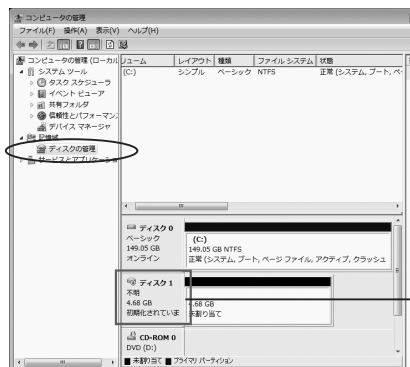 コンピュータの管理
ファイル(F) 操作(A) 表示(V) ヘルプ(H)
コンピュータの管理 (ローカル
システム ツール
タスク スケジューラ
イベント ビューア
共有フォルダ
信頼性とパフォーマンス
デバイス マネージャ
記憶域
ディスクの管理
サービスとアプリケーショ
リューム レイアウト 種類 ファイル システム 状態
(C:) シンプル ベーシック NTFS 正常 (システム, ブート, ペー
ディスク 0
ベーシック
149.05 GB
オンライン
(C:)
149.05 GB NTFS
正常 (システム, ブート, ページ ファイル, アクティブ, クラッシュ
ディスク 1
不明
4.68 GB
初期化されていま
4.68 GB
未割り当て
CD-ROM 0
DVD (D:)
未割り当て プライマリ パーティション